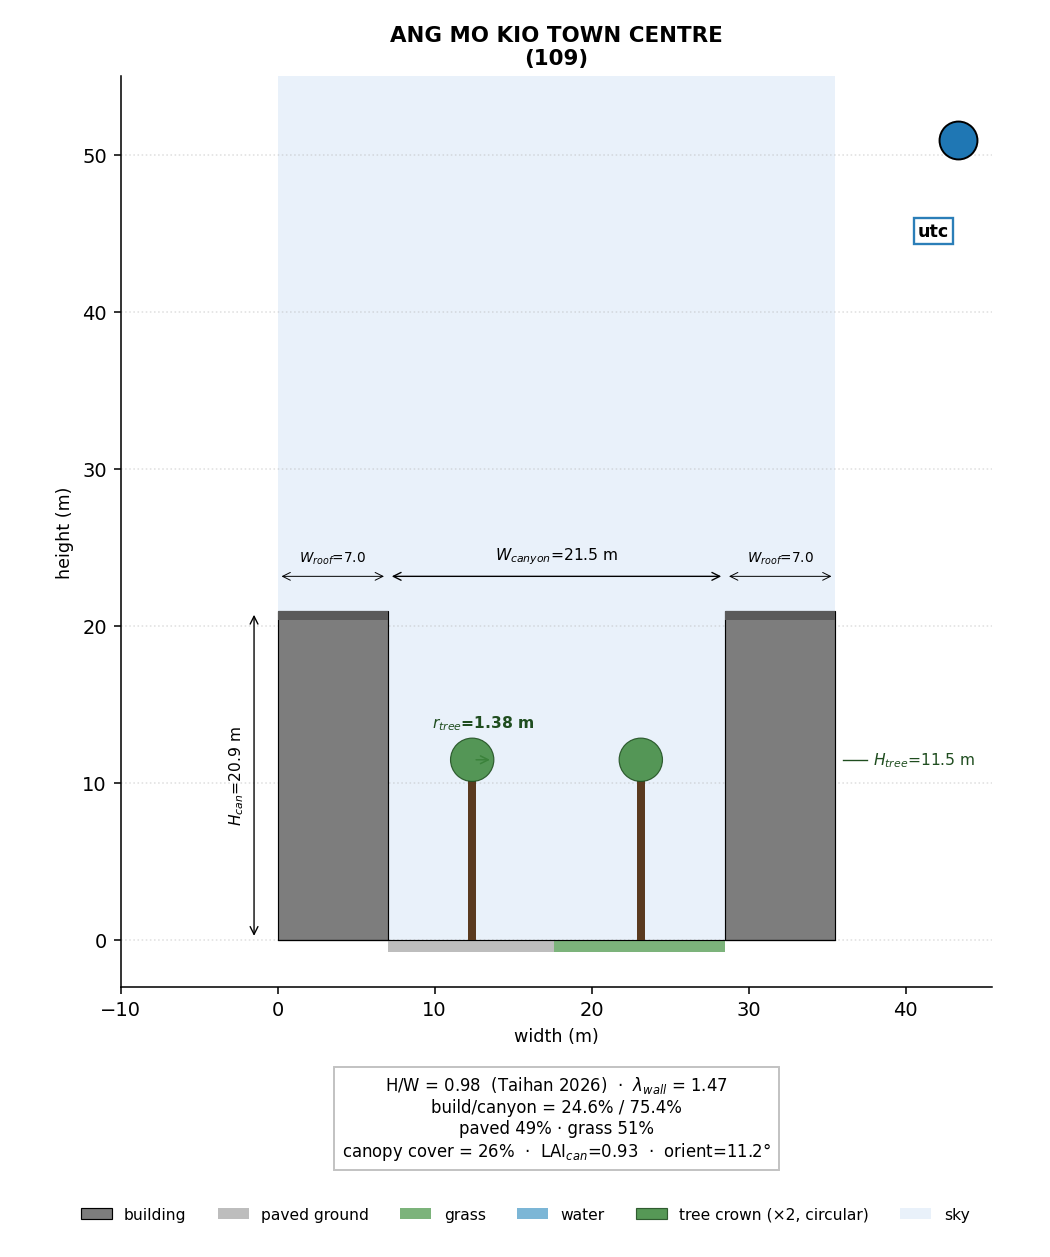 ANG MO KIO TOWN CENTRE
(109)
50
40
30
20
10
0
height (m)
utc
W_roof=7.0
W_canyon=21.5 m
W_roof=7.0
H_can=20.9 m
r_tree=1.38 m
H_tree=11.5 m
−10
0
10
20
30
40
width (m)
H/W = 0.98 (Taihan 2026) · λ_wall = 1.47
build/canyon = 24.6% / 75.4%
paved 49% · grass 51%
canopy cover = 26% · LAI_can=0.93 · orient=11.2°
building
paved ground
grass
water
tree crown (×2, circular)
sky